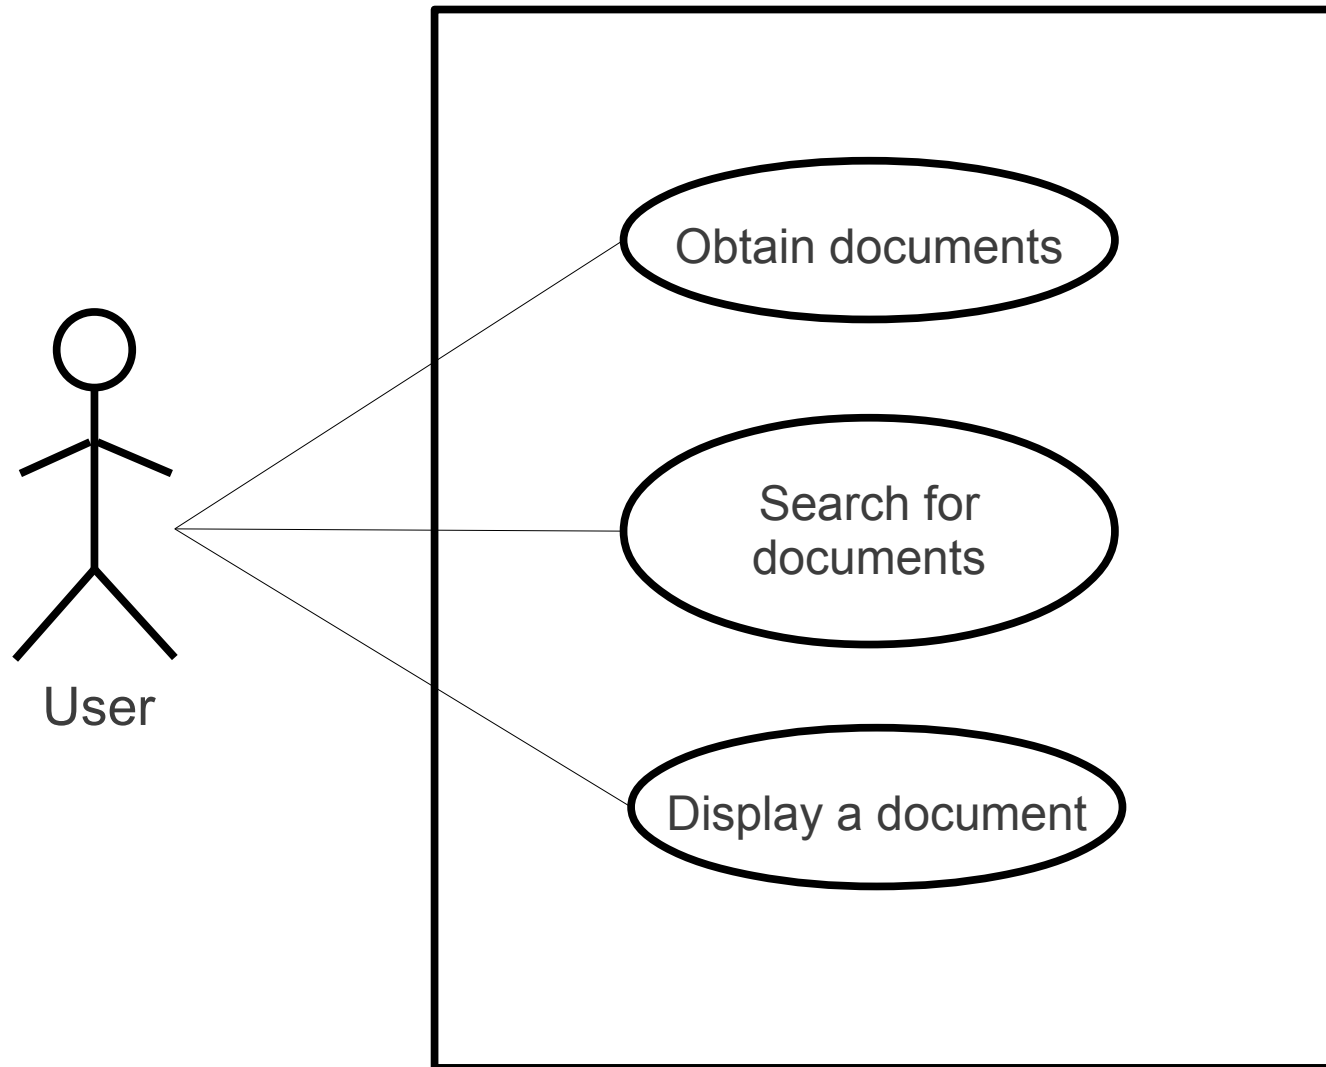 Obtain documents
Search for
documents
User
Display a document